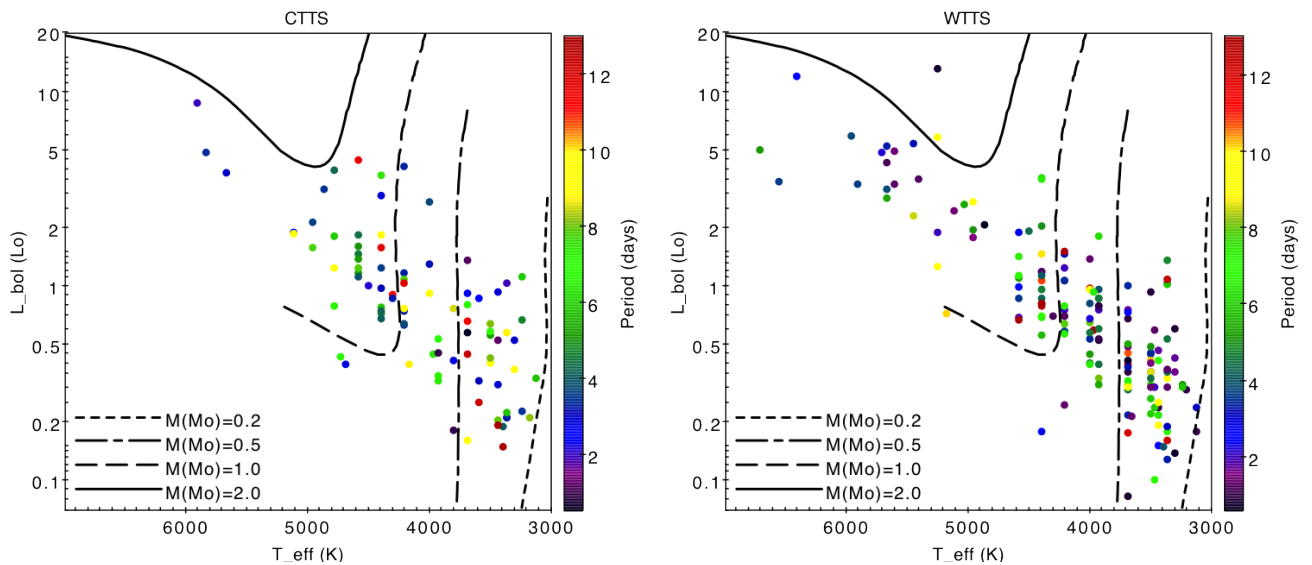 CTTS
20
10
5
2
1
0.5
0.2
0.1
L_bol (Lo)
M(Mo)=0.2
M(Mo)=0.5
M(Mo)=1.0
M(Mo)=2.0
6000 5000 4000 3000
T_eff (K)
12
10
8
6
4
2
Period (days)
WTTS
20
10
5
2
1
0.5
0.2
0.1
L_bol (Lo)
M(Mo)=0.2
M(Mo)=0.5
M(Mo)=1.0
M(Mo)=2.0
6000 5000 4000 3000
T_eff (K)
12
10
8
6
4
2
Period (days)